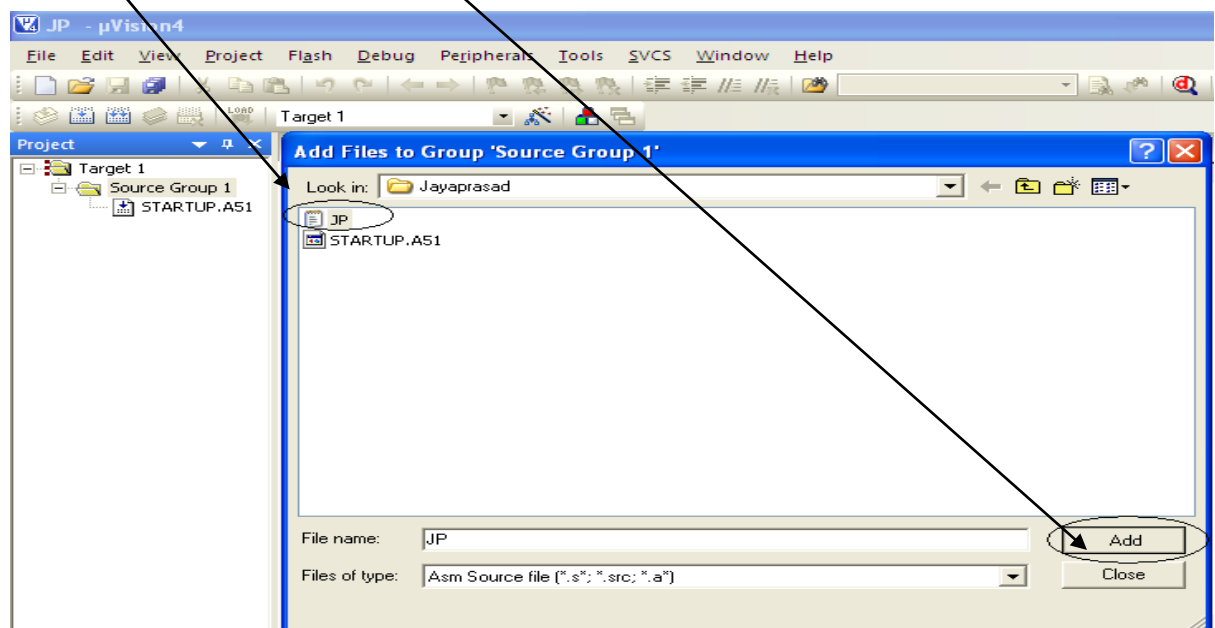 JP - µVision4
File Edit View Project Flash Debug Peripherals Tools SVCS Window Help
LOAD Target 1
Project
Target 1
Source Group 1
STARTUP.A51
Add Files to Group 'Source Group 1'
Look in: Jayaprasad
JP
STARTUP.A51
File name: JP Add
Files of type: Asm Source file (*.s*; *.src; *.a*) Close